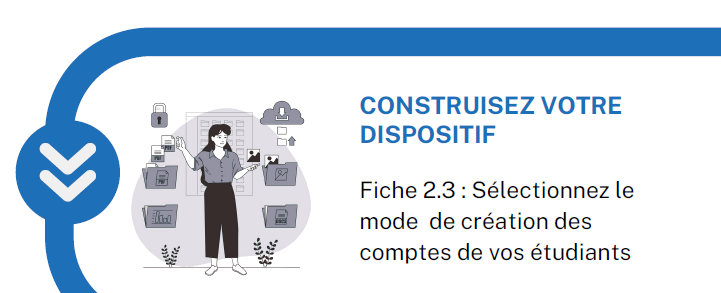 CONSTRUISEZ VOTRE
DISPOSITIF
Fiche 2.3 : Sélectionnez le
mode de création des
comptes de vos étudiants